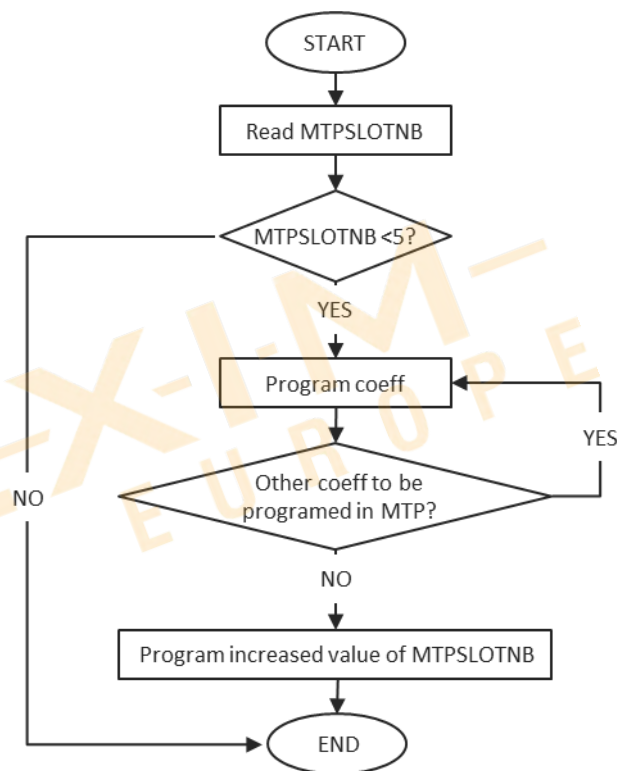 START
Read MTPSLOTNB
MTPSLOTNB <5?
YES
Program coeff
YES
Other coeff to be
programed in MTP?
NO
NO
Program increased value of MTPSLOTNB
END
-X-I-M-
EUROPE